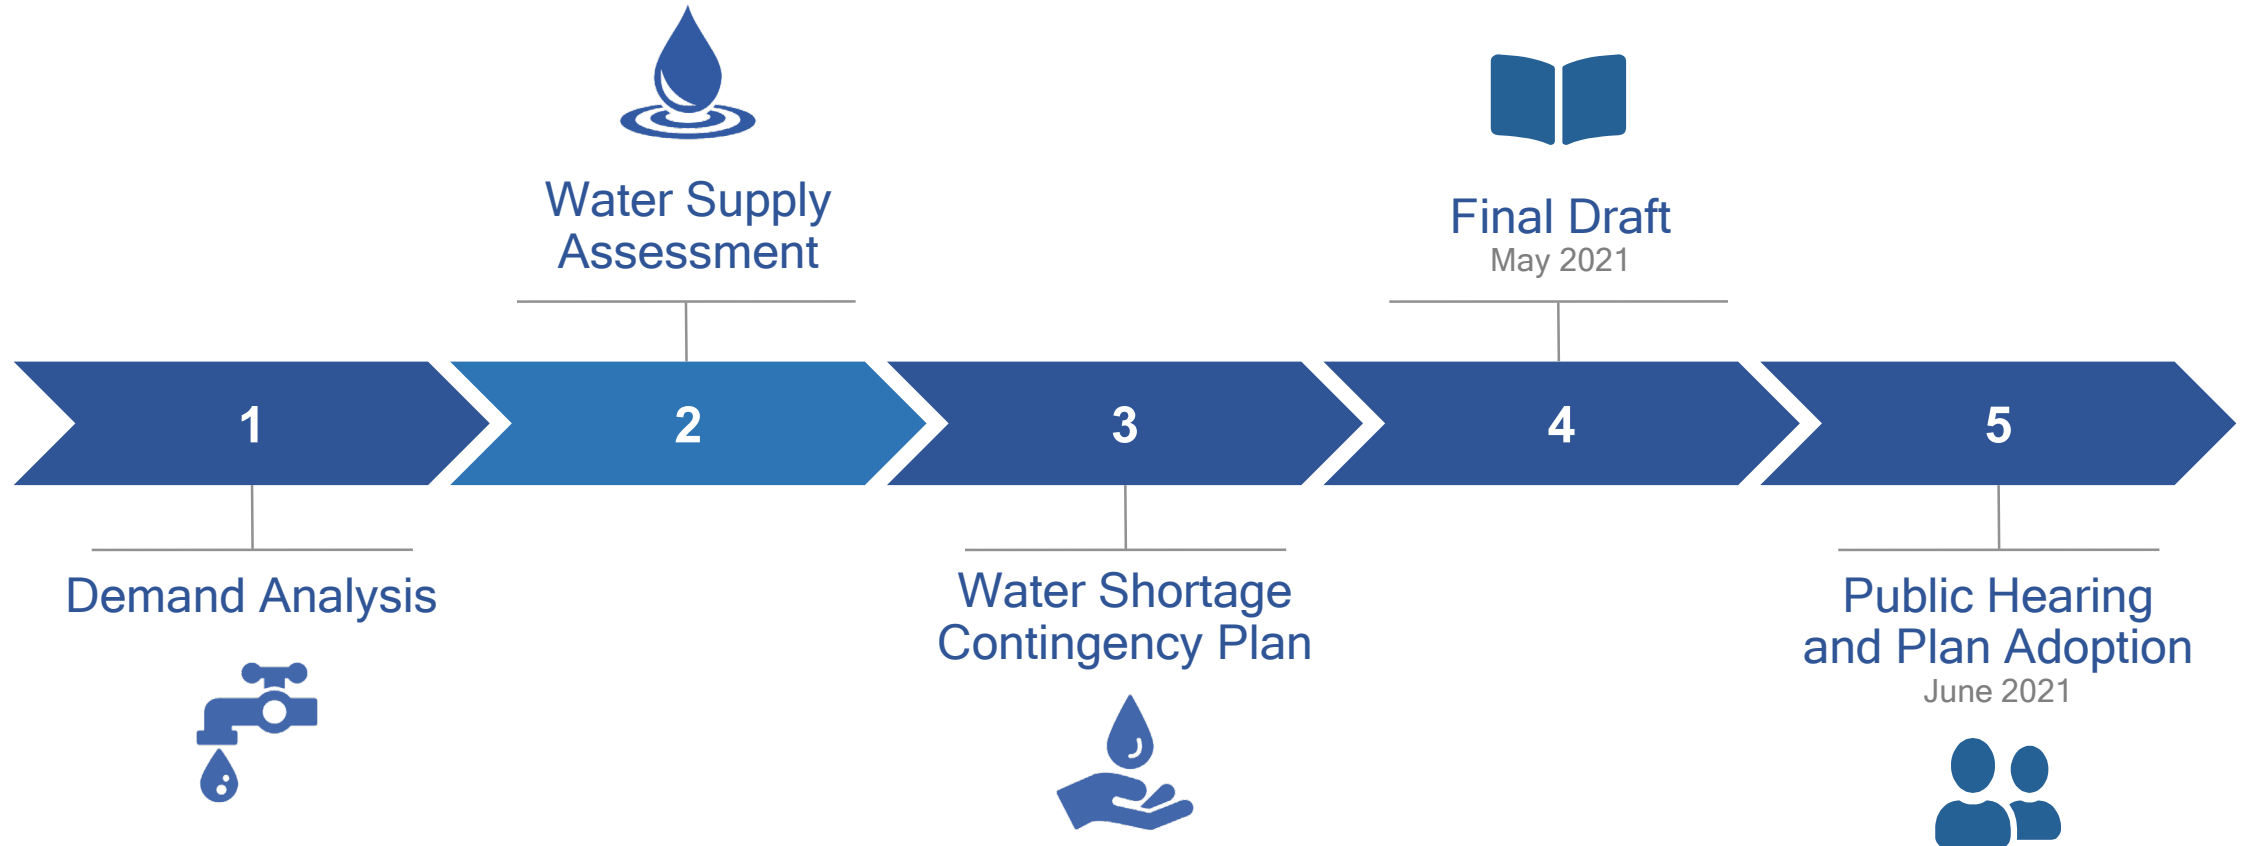 Water Supply
Assessment
Final Draft
May 2021
1
2
3
4
5
Demand Analysis
Water Shortage
Contingency Plan
Public Hearing
and Plan Adoption
June 2021